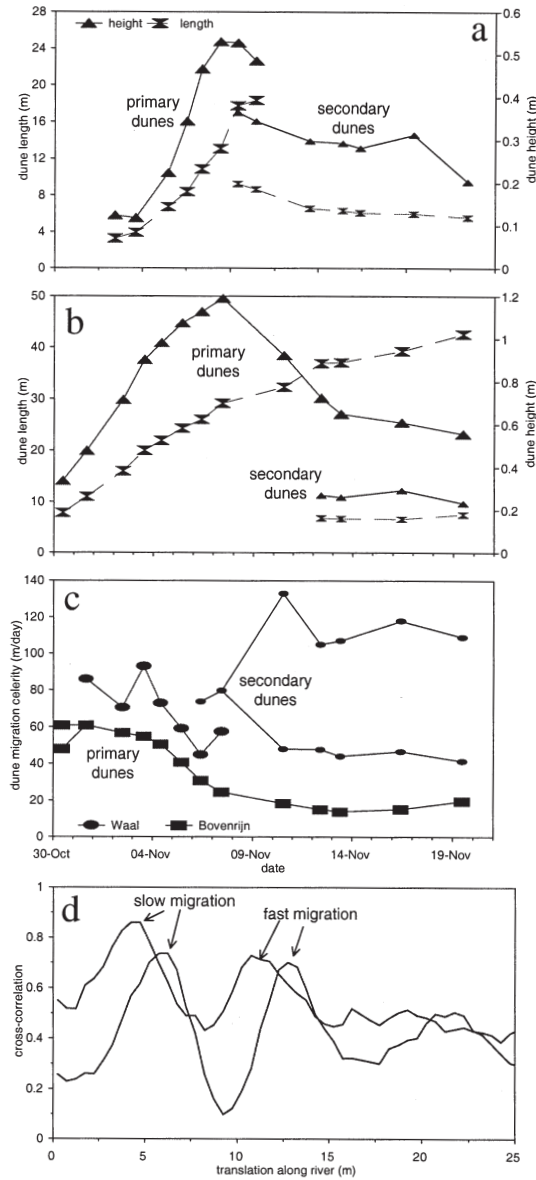 28
24
20
16
12
8
4
0
dune length (m)
height length
a
primary
dunes
secondary
dunes
0.6
0.5
0.4
0.3
0.2
0.1
0
dune height (m)
50
40
30
20
10
0
dune length (m)
b
primary
dunes
secondary
dunes
1.2
1
0.8
0.6
0.4
0.2
0
dune height (m)
140
120
100
80
60
40
20
0
dune migration celerity (m/day)
c
secondary
dunes
primary
dunes
Waal Bovenrijn
30-Oct 04-Nov 09-Nov 14-Nov 19-Nov
date
1
0.8
0.6
0.4
0.2
0
cross-correlation
d
slow migration
fast migration
0 5 10 15 20 25
translation along river (m)